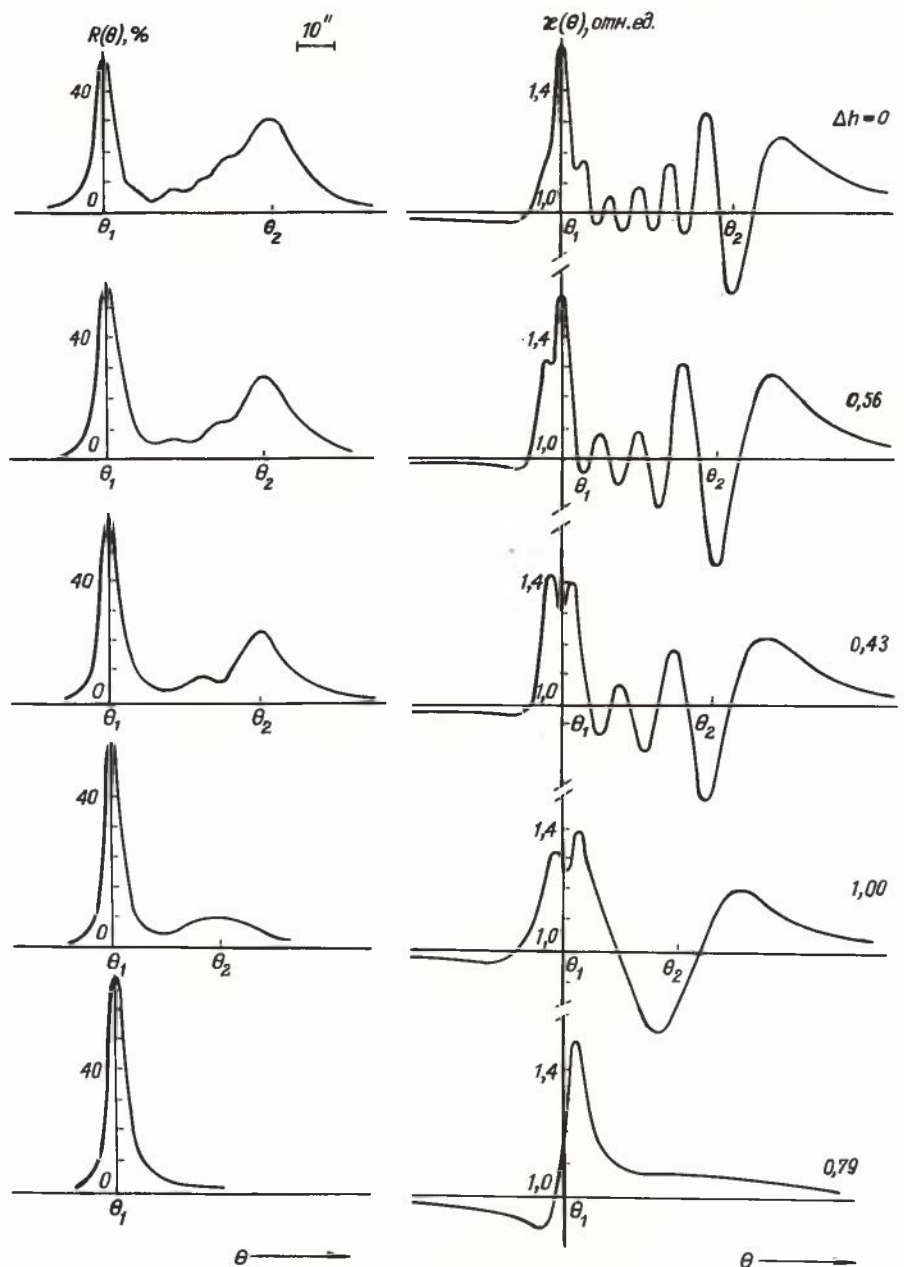 R(θ), %
10"
ϰ(θ), отн.ед.
40
0
θ₁
θ₂
1,4
1,0
θ₁
θ₂
Δh=0
40
0
θ₁
θ₂
1,4
1,0
θ₁
θ₂
0,56
40
0
θ₁
θ₂
1,4
1,0
θ₁
θ₂
0,43
40
0
θ₁
θ₂
1,4
1,0
θ₁
θ₂
1,00
40
0
θ₁
1,4
1,0
θ₁
0,79
θ
θ